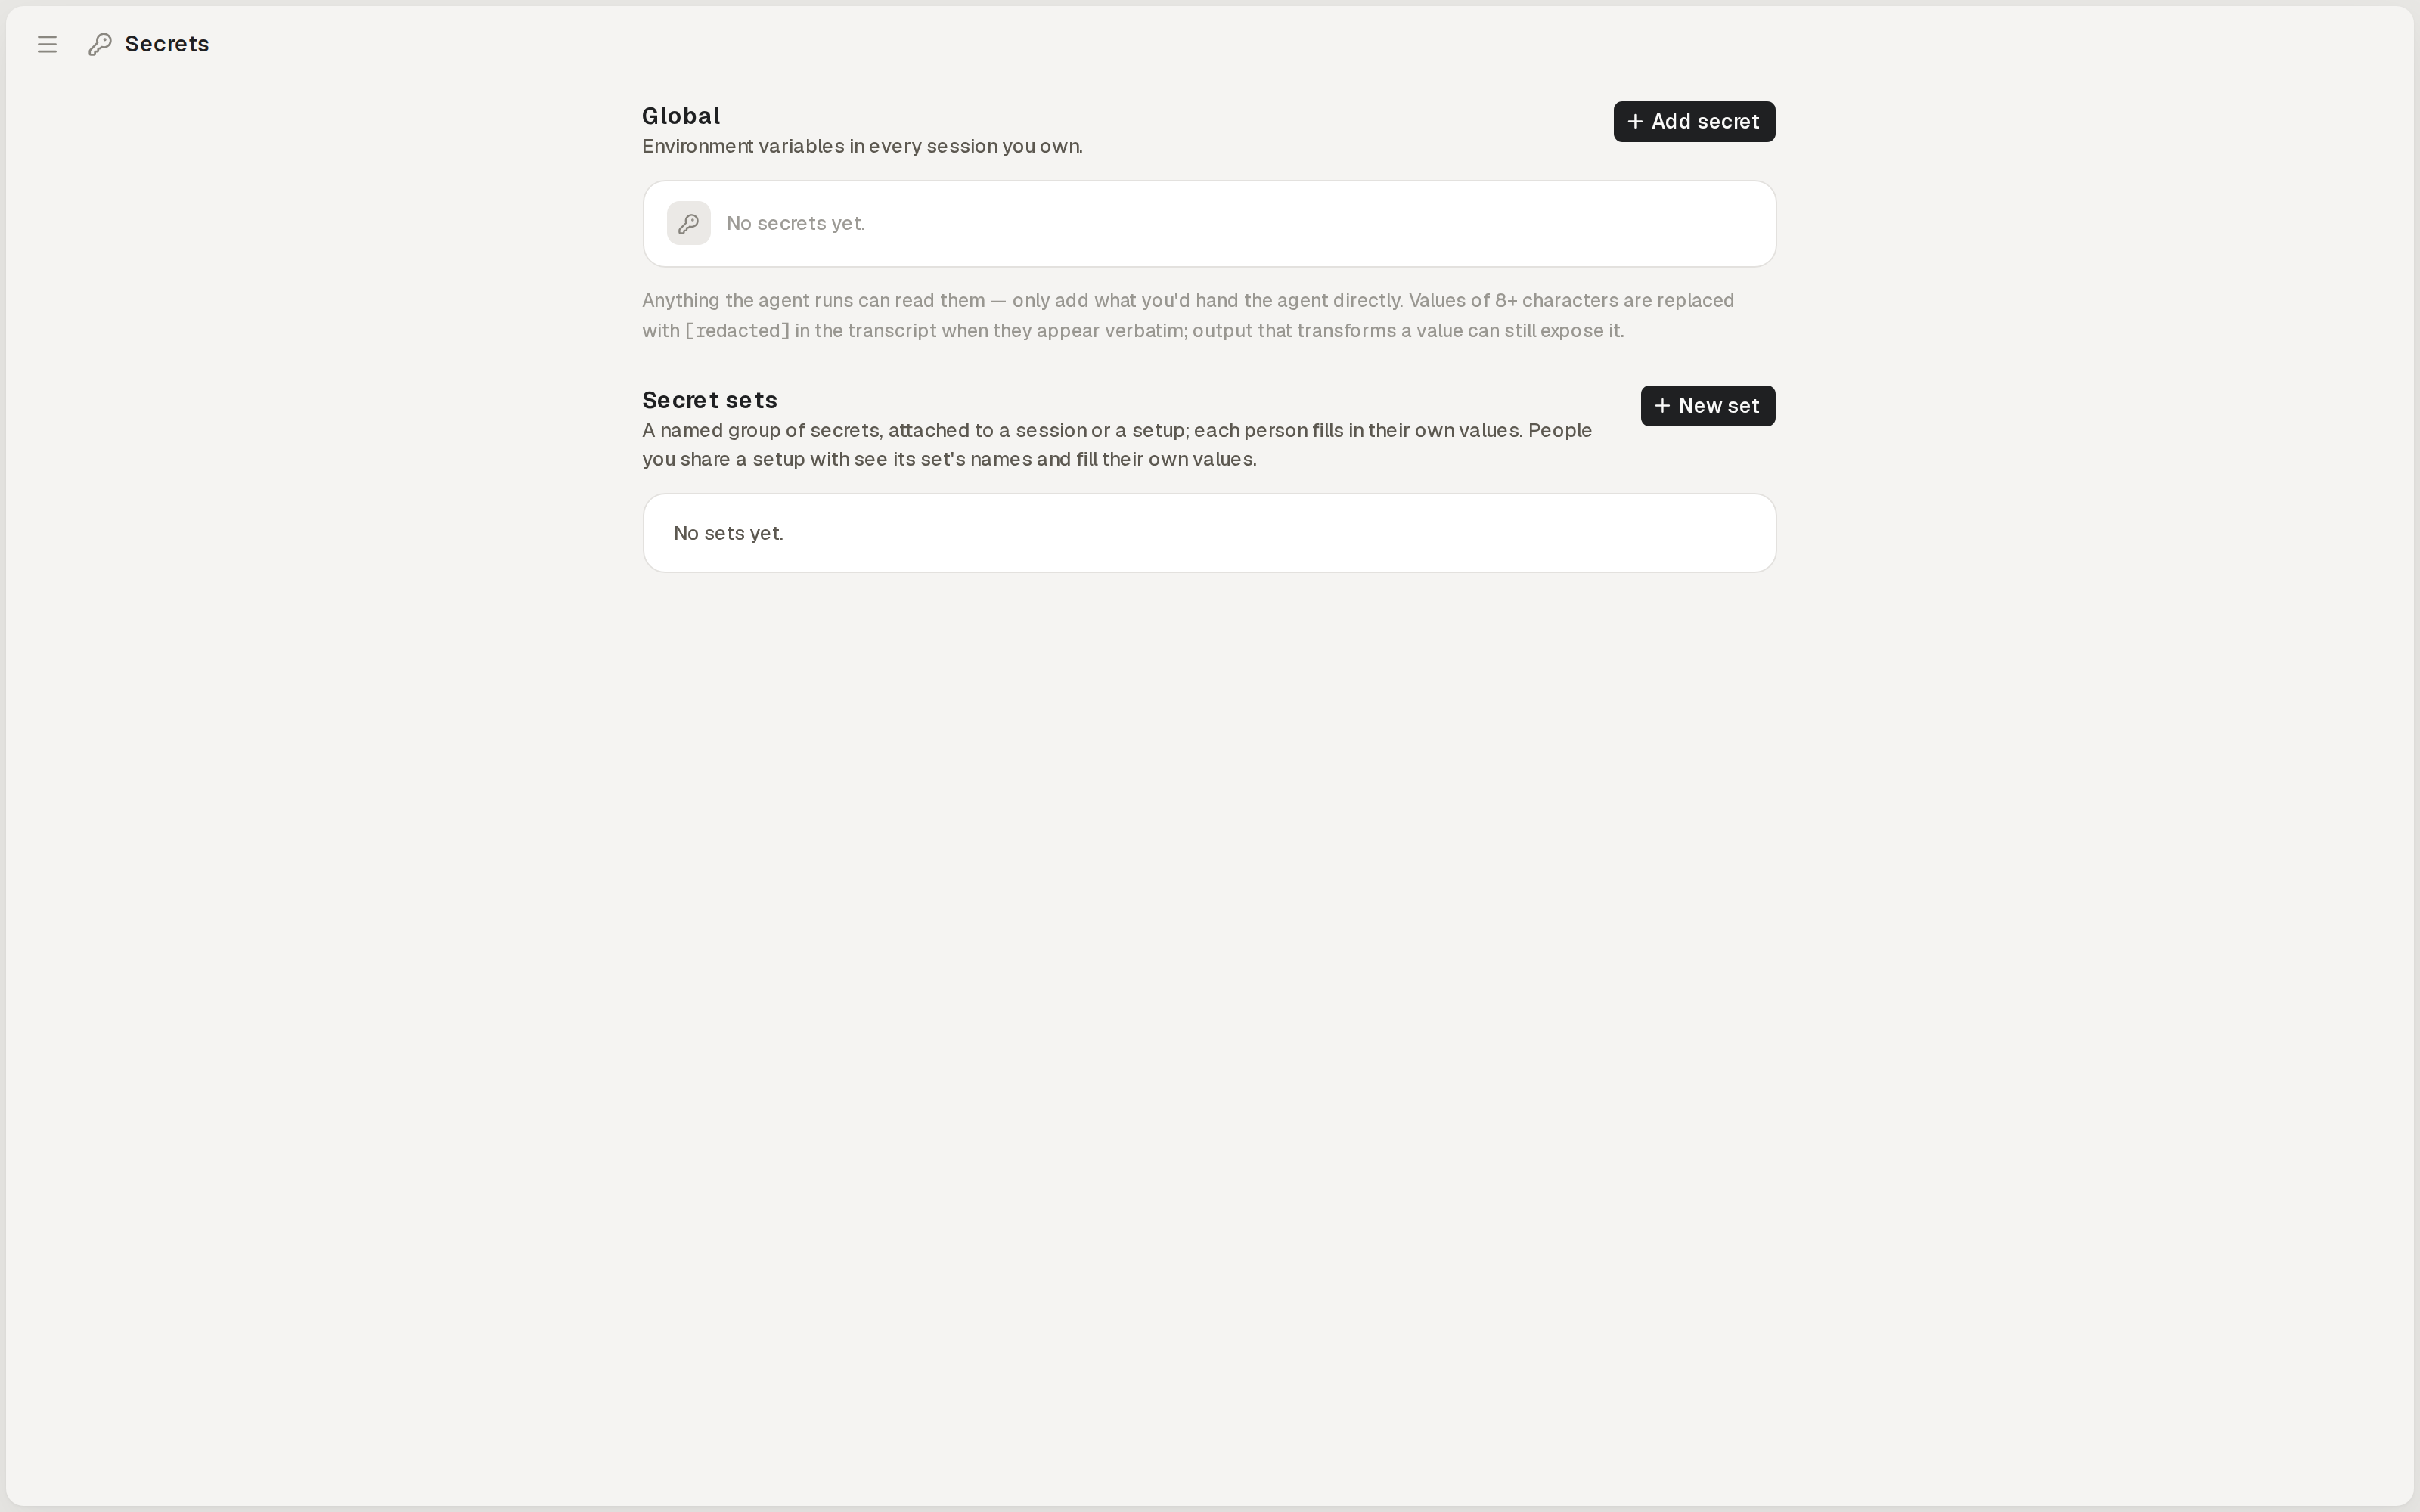 Secrets
Global
Add secret
Environment variables in every session you own.
No secrets yet.
Anything the agent runs can read them — only add what you'd hand the agent directly. Values of 8+ characters are replaced
with [redacted] in the transcript when they appear verbatim; output that transforms a value can still expose it.
Secret sets
New set
A named group of secrets, attached to a session or a setup; each person fills in their own values. People
you share a setup with see its set's names and fill their own values.
No sets yet.